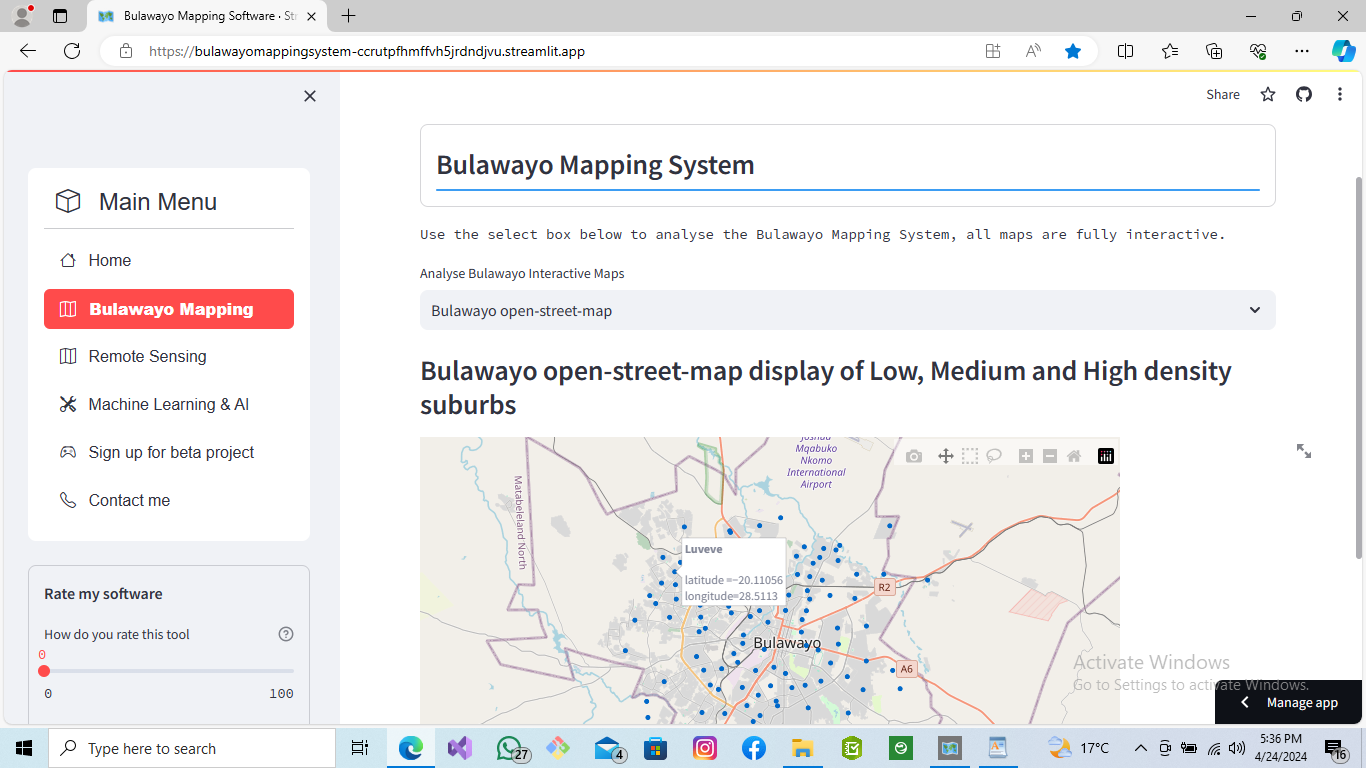 Bulawayo Mapping Software · Str
https://bulawayomappingsystem-ccrutpfhmffvh5jrdndjvu.streamlit.app
Share
Main Menu
Home
Bulawayo Mapping
Remote Sensing
Machine Learning & AI
Sign up for beta project
Contact me
Rate my software
How do you rate this tool
0
0
100
Bulawayo Mapping System
Use the select box below to analyse the Bulawayo Mapping System, all maps are fully interactive.
Analyse Bulawayo Interactive Maps
Bulawayo open-street-map
Bulawayo open-street-map display of Low, Medium and High density
suburbs
Joshua
Mqabuko
Nkomo
International
Airport
Matabeleland North
Luveve
latitude =−20.11056
longitude=28.5113
R2
Bulawayo
A6
Activate Windows
Go to Settings to activate Windows.
Manage app
Type here to search
27
4
17°C
5:36 PM
4/24/2024
16